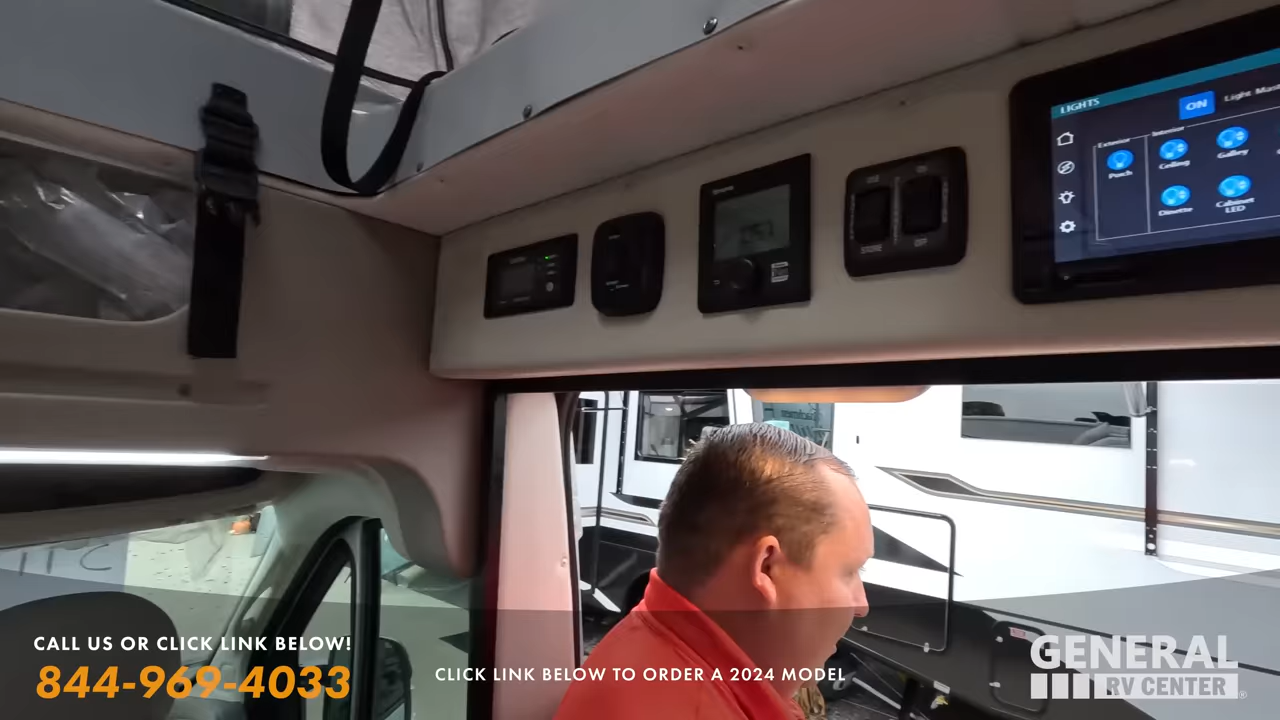 LIGHTS
ON
Light
Exterior
Interior
Porch
Ceiling
Galley
Dinette
Cabinet
LED
CALL US OR CLICK LINK BELOW!
844-969-4033
CLICK LINK BELOW TO ORDER A 2024 MODEL
GENERAL
RV CENTER